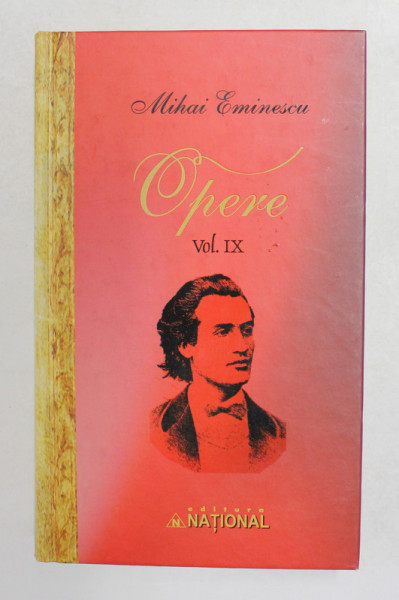 Mihai Eminescu
Opere
Vol. IX
editura
N NAȚIONAL